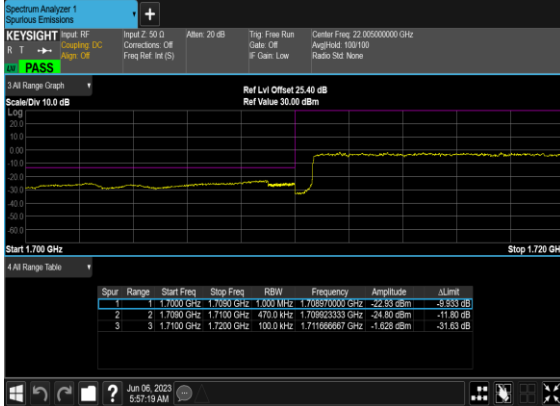 Spectrum Analyzer 1
Spurious Emissions
+
KEYSIGHT Input: RF Input Z: 50 Ω Atten: 20 dB Trig: Free Run Center Freq: 22.005000000 GHz
R T Coupling: DC Corrections: Off Gate: Off Avg|Hold: 100/100
Align: Off Freq Ref: Int (S) IF Gain: Low Radio Std: None
PASS
3 All Range Graph
Ref Lvl Offset 25.40 dB
Scale/Div 10.0 dB Ref Value 30.00 dBm
Log
20.0
10.0
0.00
-10.0
-20.0
-30.0
-40.0
-50.0
-60.0
Start 1.700 GHz Stop 1.720 GH
4 All Range Table
Spur Range Start Freq Stop Freq RBW Frequency Amplitude ΔLimit
1 1 1.7000 GHz 1.7090 GHz 1.000 MHz 1.708970000 GHz -22.93 dBm -9.933 dB
2 2 1.7090 GHz 1.7100 GHz 470.0 kHz 1.709923333 GHz -24.80 dBm -11.80 dB
3 3 1.7100 GHz 1.7200 GHz 100.0 kHz 1.711666667 GHz -1.628 dBm -31.63 dB
? Jun 06, 2023
5:57:19 AM